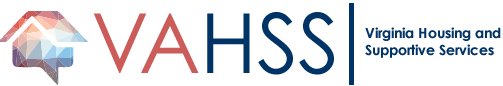 VAHSS
Virginia Housing and
Supportive Services